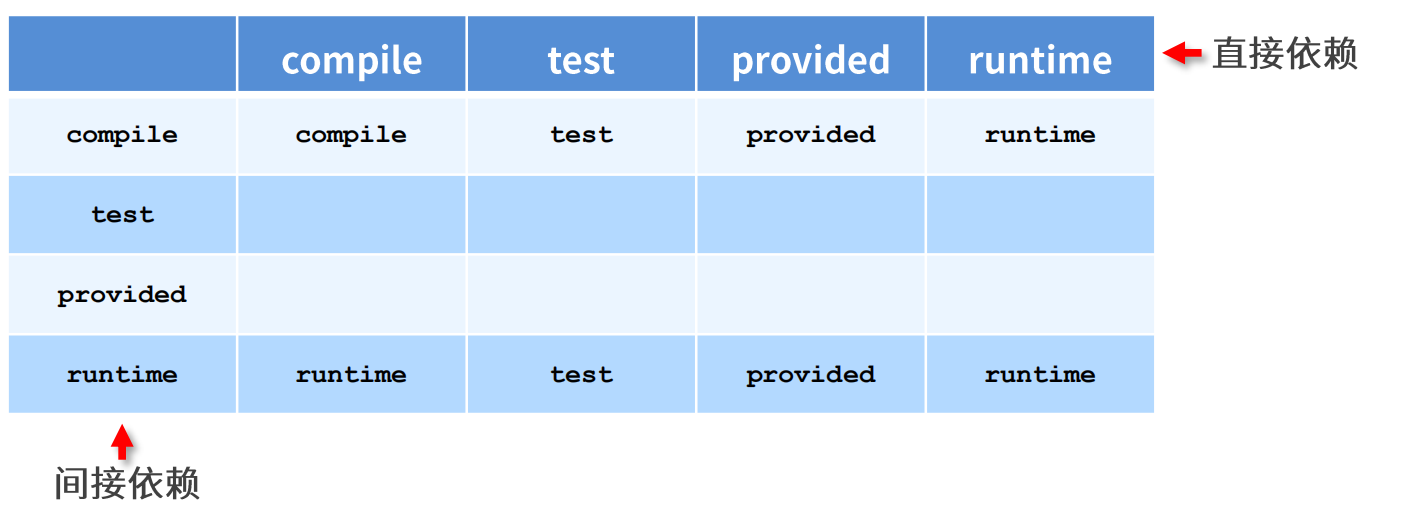 compile test provided runtime 直接依赖
compile compile test provided runtime
test
provided
runtime runtime test provided runtime
间接依赖